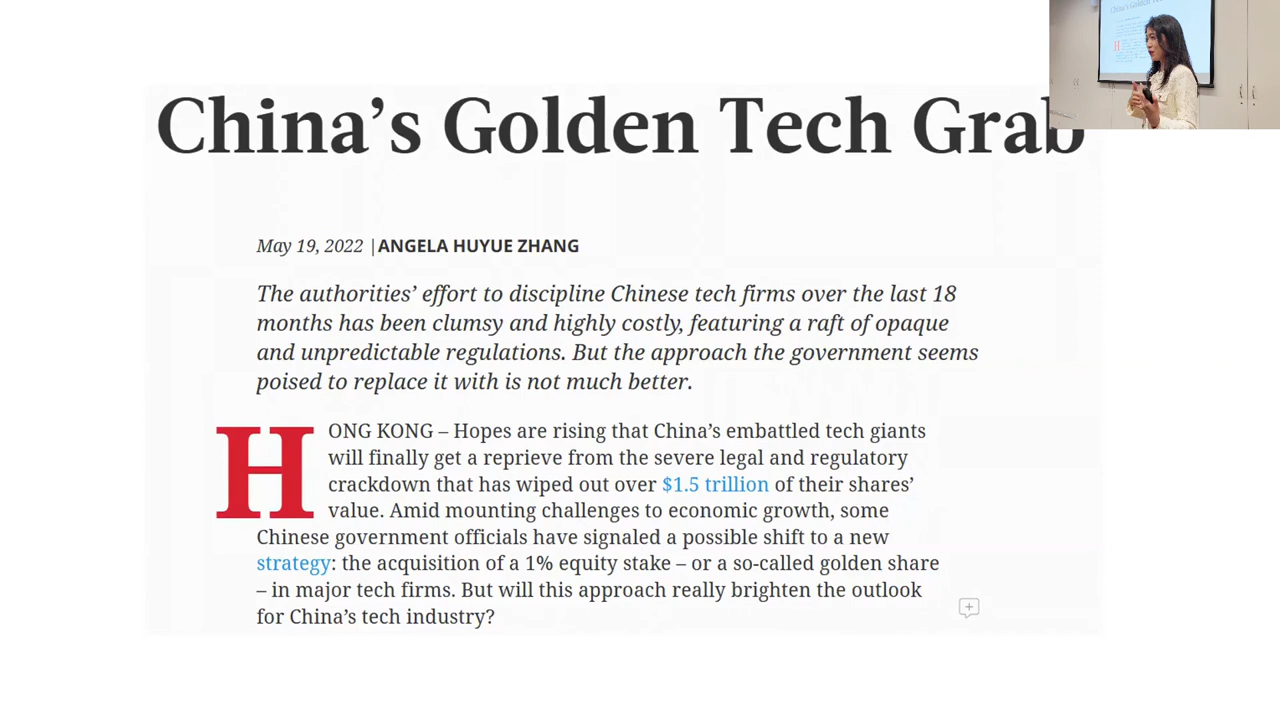 China's Golden Tech Grab
May 19, 2022 | ANGELA HUYUE ZHANG
The authorities' effort to discipline Chinese tech firms over the last 18
months has been clumsy and highly costly, featuring a raft of opaque
and unpredictable regulations. But the approach the government seems
poised to replace it with is not much better.
HONG KONG – Hopes are rising that China's embattled tech giants
will finally get a reprieve from the severe legal and regulatory
crackdown that has wiped out over $1.5 trillion of their shares'
value. Amid mounting challenges to economic growth, some
Chinese government officials have signaled a possible shift to a new
strategy: the acquisition of a 1% equity stake – or a so-called golden share
– in major tech firms. But will this approach really brighten the outlook
for China's tech industry?